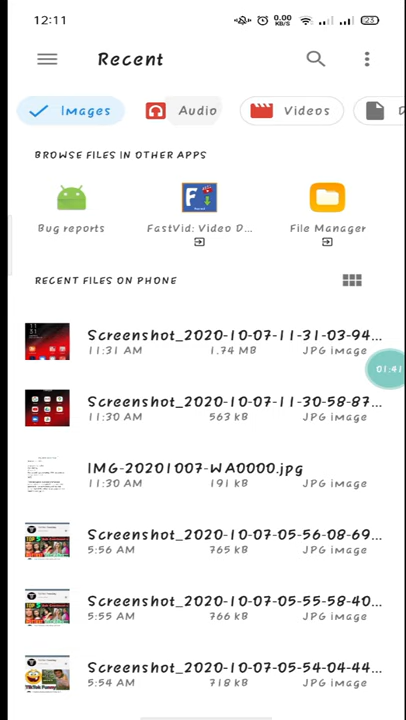 12:11 0.00 KB/S 23
Recent
Images Audio Videos
BROWSE FILES IN OTHER APPS
Bug reports FastVid: Video D... File Manager
RECENT FILES ON PHONE
Screenshot_2020-10-07-11-31-03-94...
11:31 AM 1.74 MB JPG image
01:41
Screenshot_2020-10-07-11-30-58-87...
11:30 AM 563 kB JPG image
IMG-20201007-WA0000.jpg
11:30 AM 191 kB JPG image
Screenshot_2020-10-07-05-56-08-69...
5:56 AM 765 kB JPG image
Screenshot_2020-10-07-05-55-58-40...
5:55 AM 766 kB JPG image
Screenshot_2020-10-07-05-54-04-44...
5:54 AM 718 kB JPG image